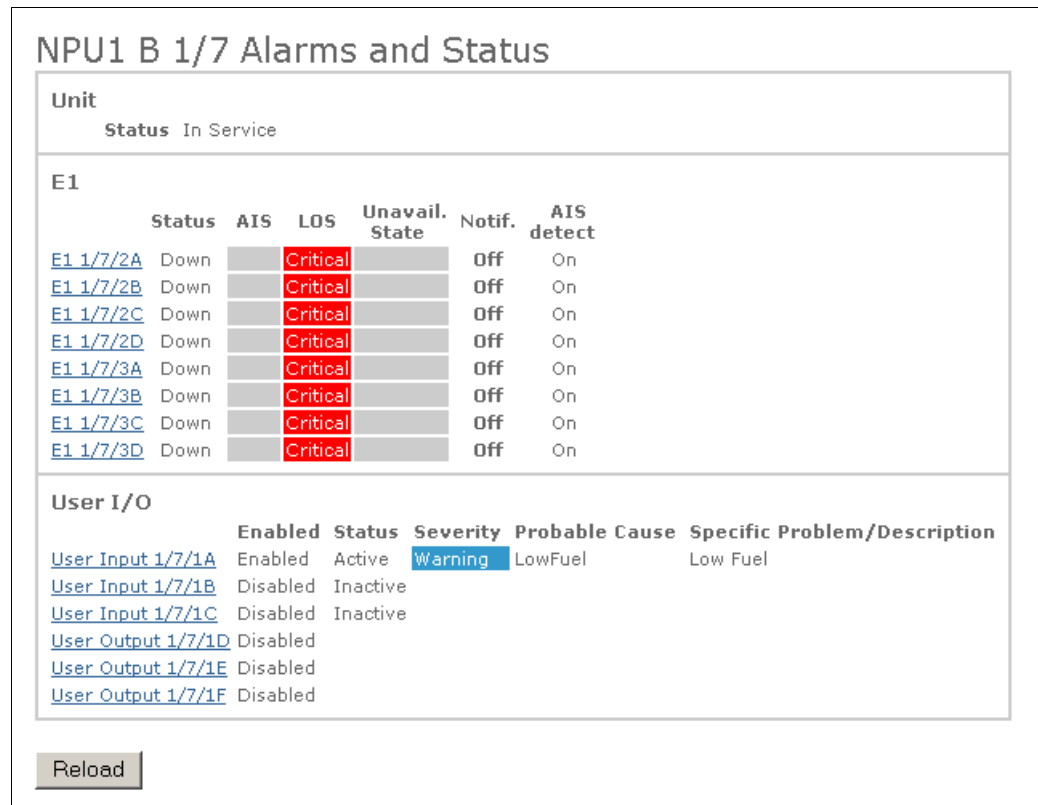 NPU1 B 1/7 Alarms and Status
Unit
Status In Service
E1
Status AIS LOS Unavail. State Notif. AIS detect
E1 1/7/2A Down Critical Off On
E1 1/7/2B Down Critical Off On
E1 1/7/2C Down Critical Off On
E1 1/7/2D Down Critical Off On
E1 1/7/3A Down Critical Off On
E1 1/7/3B Down Critical Off On
E1 1/7/3C Down Critical Off On
E1 1/7/3D Down Critical Off On
User I/O
Enabled Status Severity Probable Cause Specific Problem/Description
User Input 1/7/1A Enabled Active Warning LowFuel Low Fuel
User Input 1/7/1B Disabled Inactive
User Input 1/7/1C Disabled Inactive
User Output 1/7/1D Disabled
User Output 1/7/1E Disabled
User Output 1/7/1F Disabled
Reload